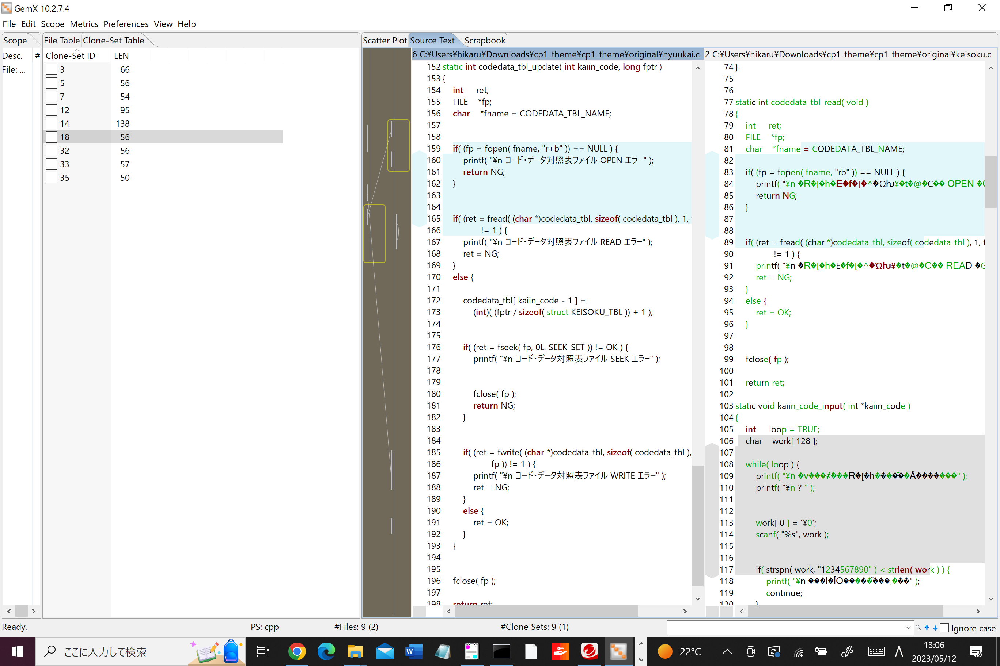 GemX 10.2.7.4
File Edit Scope Metrics Preferences View Help
Scope
File Table
Clone-Set Table
Desc. #
File: ...
Clone-Set ID LEN
3 66
5 56
7 54
12 95
14 138
18 56
32 56
33 57
35 50
Scatter Plot
Source Text
Scrapbook
6 C:¥Users¥hikaru¥Downloads¥cp1_theme¥cp1_theme¥original¥nyuukai.c
152 static int codedata_tbl_update( int kaiin_code, long fptr )
153 {
154 int ret;
155 FILE *fp;
156 char *fname = CODEDATA_TBL_NAME;
157
158
159 if( (fp = fopen( fname, "r+b" )) == NULL ) {
160 printf( "¥n コード・データ対照表ファイル OPEN エラー" );
161 return NG;
162 }
163
164
165 if( (ret = fread( (char *)codedata_tbl, sizeof( codedata_tbl ), 1,
166 != 1 ) {
167 printf( "¥n コード・データ対照表ファイル READ エラー" );
168 ret = NG;
169 }
170 else {
171
172 codedata_tbl[ kaiin_code - 1 ] =
173 (int)( (fptr / sizeof( struct KEISOKU_TBL )) + 1 );
174
175
176 if( (ret = fseek( fp, 0L, SEEK_SET )) != OK ) {
177 printf( "¥n コード・データ対照表ファイル SEEK エラー" );
178
179
180 fclose( fp );
181 return NG;
182 }
183
184
185 if( (ret = fwrite( (char *)codedata_tbl, sizeof( codedata_tbl ),
186 fp )) != 1 ) {
187 printf( "¥n コード・データ対照表ファイル WRITE エラー" );
188 ret = NG;
189 }
190 else {
191 ret = OK;
192 }
193 }
194
195
196 fclose( fp );
197
198 return ret;
2 C:¥Users¥hikaru¥Downloads¥cp1_theme¥cp1_theme¥original¥keisoku.c
74 }
75
76
77 static int codedata_tbl_read( void )
78 {
79 int ret;
80 FILE *fp;
81 char *fname = CODEDATA_TBL_NAME;
82
83 if( (fp = fopen( fname, "rb" )) == NULL ) {
84 printf( "¥n �R�[�h�E�f�[�^�Ώƕ¥�t�@�C�� OPEN
85 return NG;
86 }
87
88
89 if( (ret = fread( (char *)codedata_tbl, sizeof( codedata_tbl ), 1, f
90 != 1 ) {
91 printf( "¥n �R�[�h�E�f�[�^�Ώƕ¥�t�@�C�� READ
92 ret = NG;
93 }
94 else {
95 ret = OK;
96 }
97
98
99 fclose( fp );
100
101 return ret;
102
103 static void kaiin_code_input( int *kaiin_code )
104 {
105 int loop = TRUE;
106 char work[ 128 ];
107
108 while( loop ) {
109 printf( "¥n
110 printf( "¥n ? " );
111
112
113 work[ 0 ] = '¥0';
114 scanf( "%s", work );
115
116
117 if( strspn( work, "1234567890" ) < strlen( work ) ) {
118 printf( "¥n
119 continue;
120 }
Ready.
PS: cpp
#Files: 9 (2)
#Clone Sets: 9 (1)
Ignore case
ここに入力して検索
22°C
A
13:06
2023/05/12